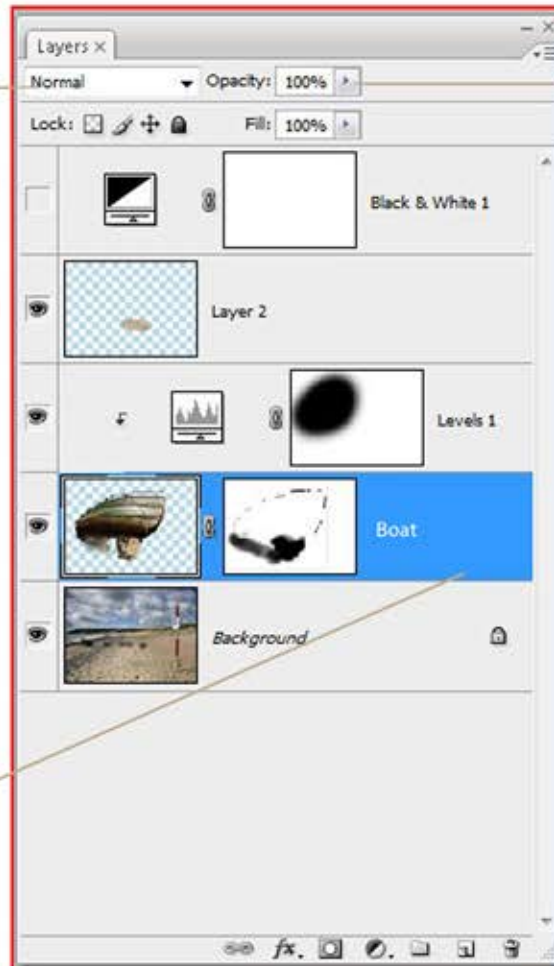 Layers ×
Normal Opacity: 100%
Lock: Fill: 100%
Black & White 1
Layer 2
Levels 1
Boat
Background
fx.